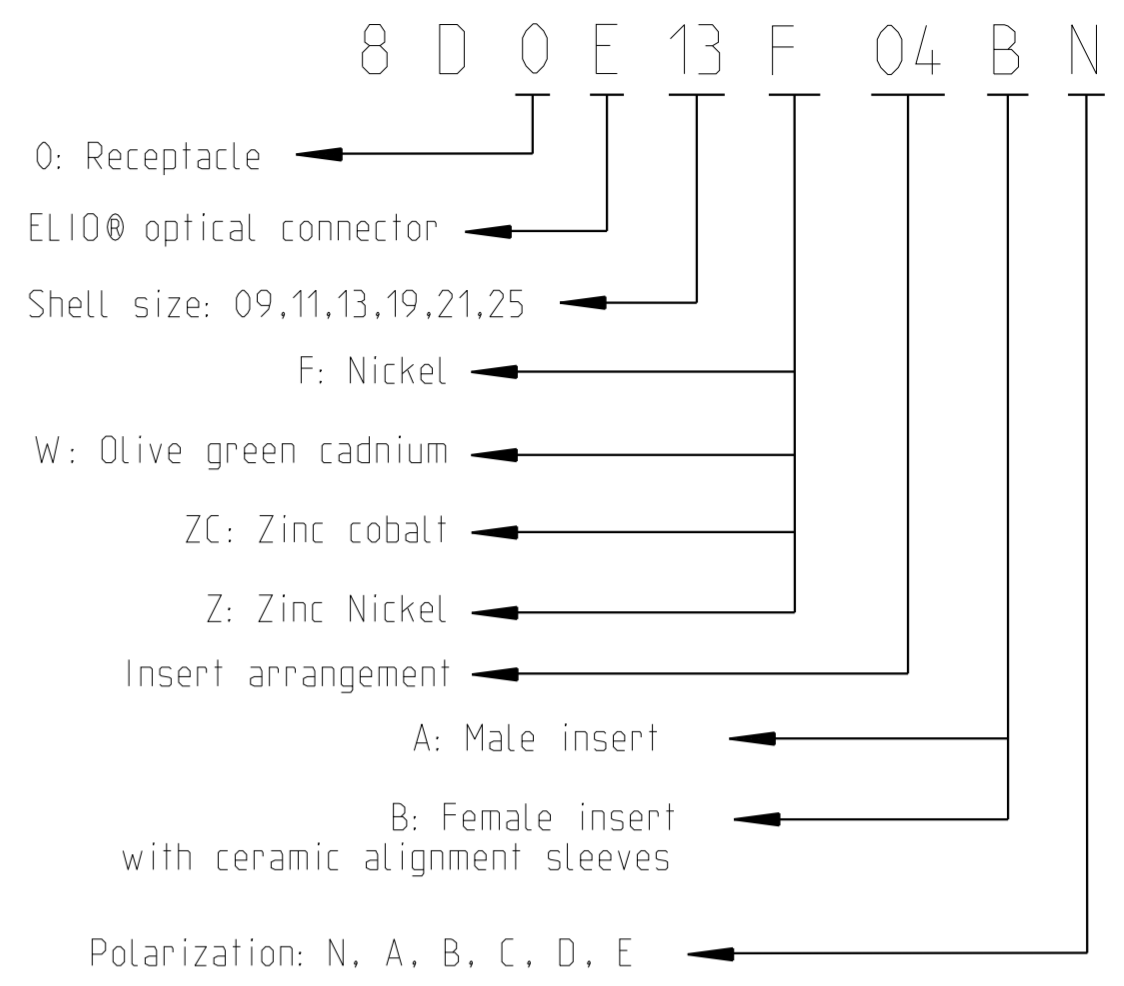 8 D 0 E 13 F 04 B N
0: Receptacle
ELIO® optical connector
Shell size: 09,11,13,19,21,25
F: Nickel
W: Olive green cadnium
ZC: Zinc cobalt
Z: Zinc Nickel
Insert arrangement
A: Male insert
B: Female insert
with ceramic alignment sleeves
Polarization: N, A, B, C, D, E